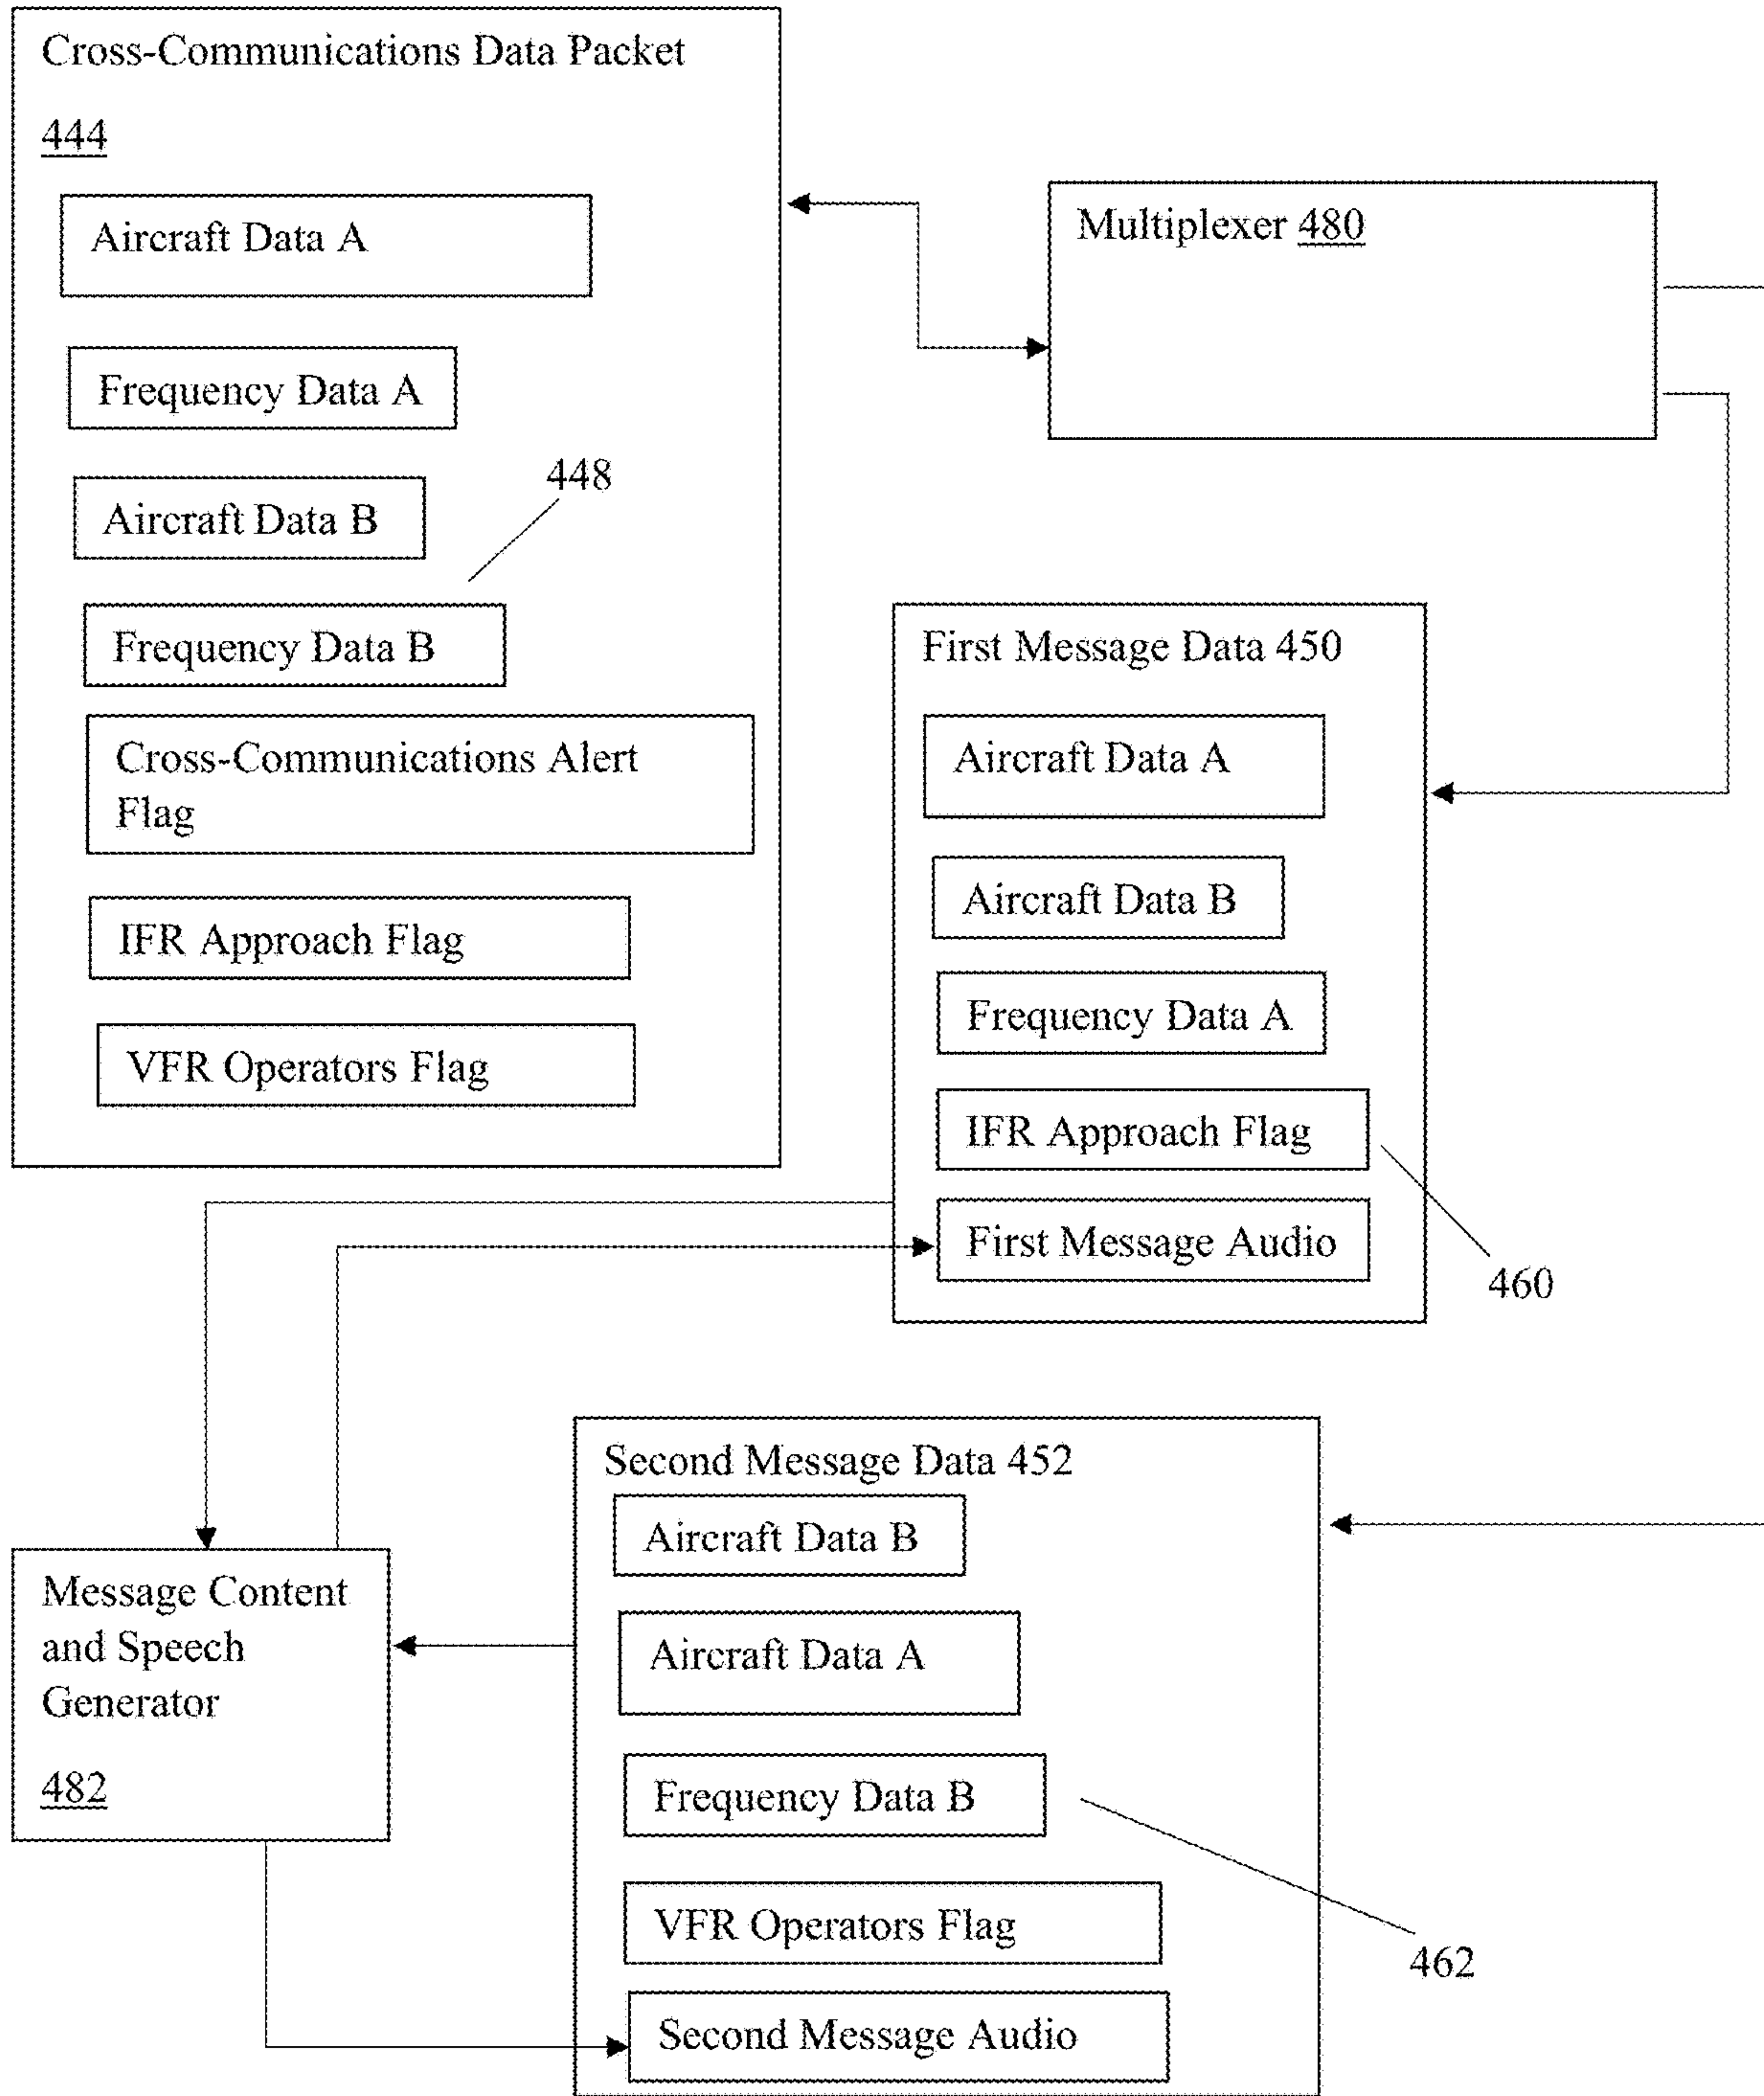 Cross-Communications Data Packet
444
Aircraft Data A
Frequency Data A
Aircraft Data B
448
Frequency Data B
Cross-Communications Alert
Flag
IFR Approach Flag
VFR Operators Flag
Multiplexer 480
First Message Data 450
Aircraft Data A
Aircraft Data B
Frequency Data A
IFR Approach Flag
First Message Audio
460
Message Content
and Speech
Generator
482
Second Message Data 452
Aircraft Data B
Aircraft Data A
Frequency Data B
VFR Operators Flag
462
Second Message Audio